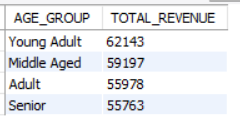 AGE_GROUP TOTAL_REVENUE
Young Adult 62143
Middle Aged 59197
Adult 55978
Senior 55763